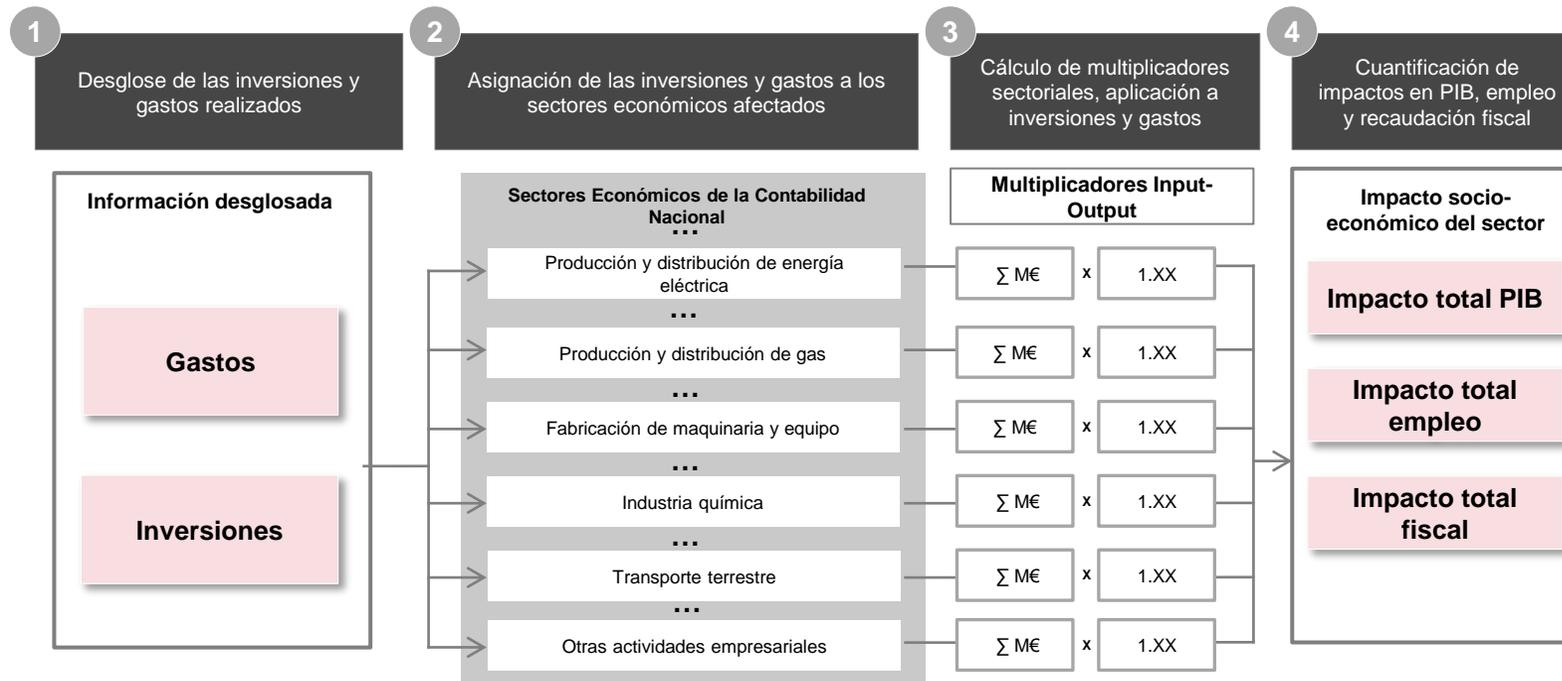 1
Desglose de las inversiones y
gastos realizados
2
Asignación de las inversiones y gastos a los
sectores económicos afectados
3
Cálculo de multiplicadores
sectoriales, aplicación a
inversiones y gastos
4
Cuantificación de
impactos en PIB, empleo
y recaudación fiscal
Información desglosada
Gastos
Inversiones
Sectores Económicos de la Contabilidad
Nacional
...
Producción y distribución de energía
eléctrica
...
Producción y distribución de gas
...
Fabricación de maquinaria y equipo
...
Industria química
...
Transporte terrestre
...
Otras actividades empresariales
Multiplicadores Input-
Output
∑ M€ x 1.XX
∑ M€ x 1.XX
∑ M€ x 1.XX
∑ M€ x 1.XX
∑ M€ x 1.XX
∑ M€ x 1.XX
Impacto socio-
económico del sector
Impacto total PIB
Impacto total
empleo
Impacto total
fiscal